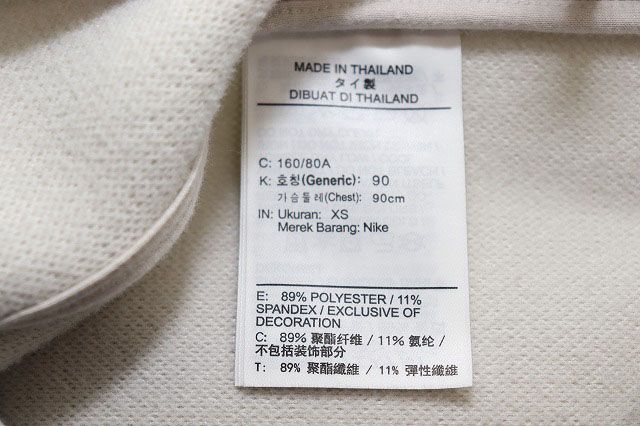 MADE IN THAILAND
タイ製
DIBUAT DI THAILAND
C: 160/80A
K: 호칭(Generic): 90
가슴둘레(Chest): 90cm
IN: Ukuran: XS
Merek Barang: Nike
E: 89% POLYESTER / 11%
SPANDEX / EXCLUSIVE OF
DECORATION
C: 89% 聚酯纤维 / 11% 氨纶 /
不包括装饰部分
T: 89% 聚酯纖維 / 11% 彈性纖維